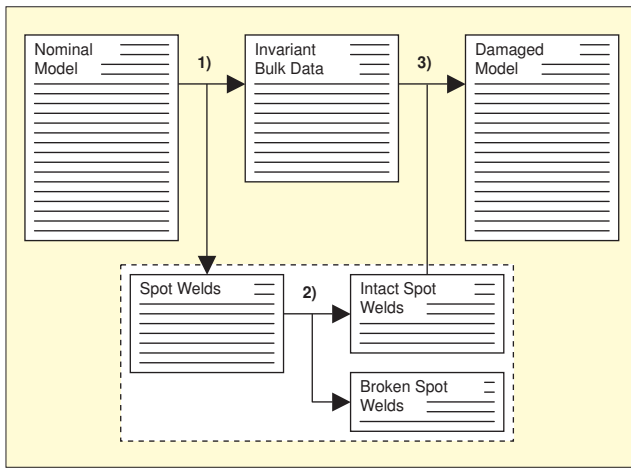 Nominal
Model
1)
Invariant
Bulk Data
3)
Damaged
Model
Spot Welds
2)
Intact Spot
Welds
Broken Spot
Welds